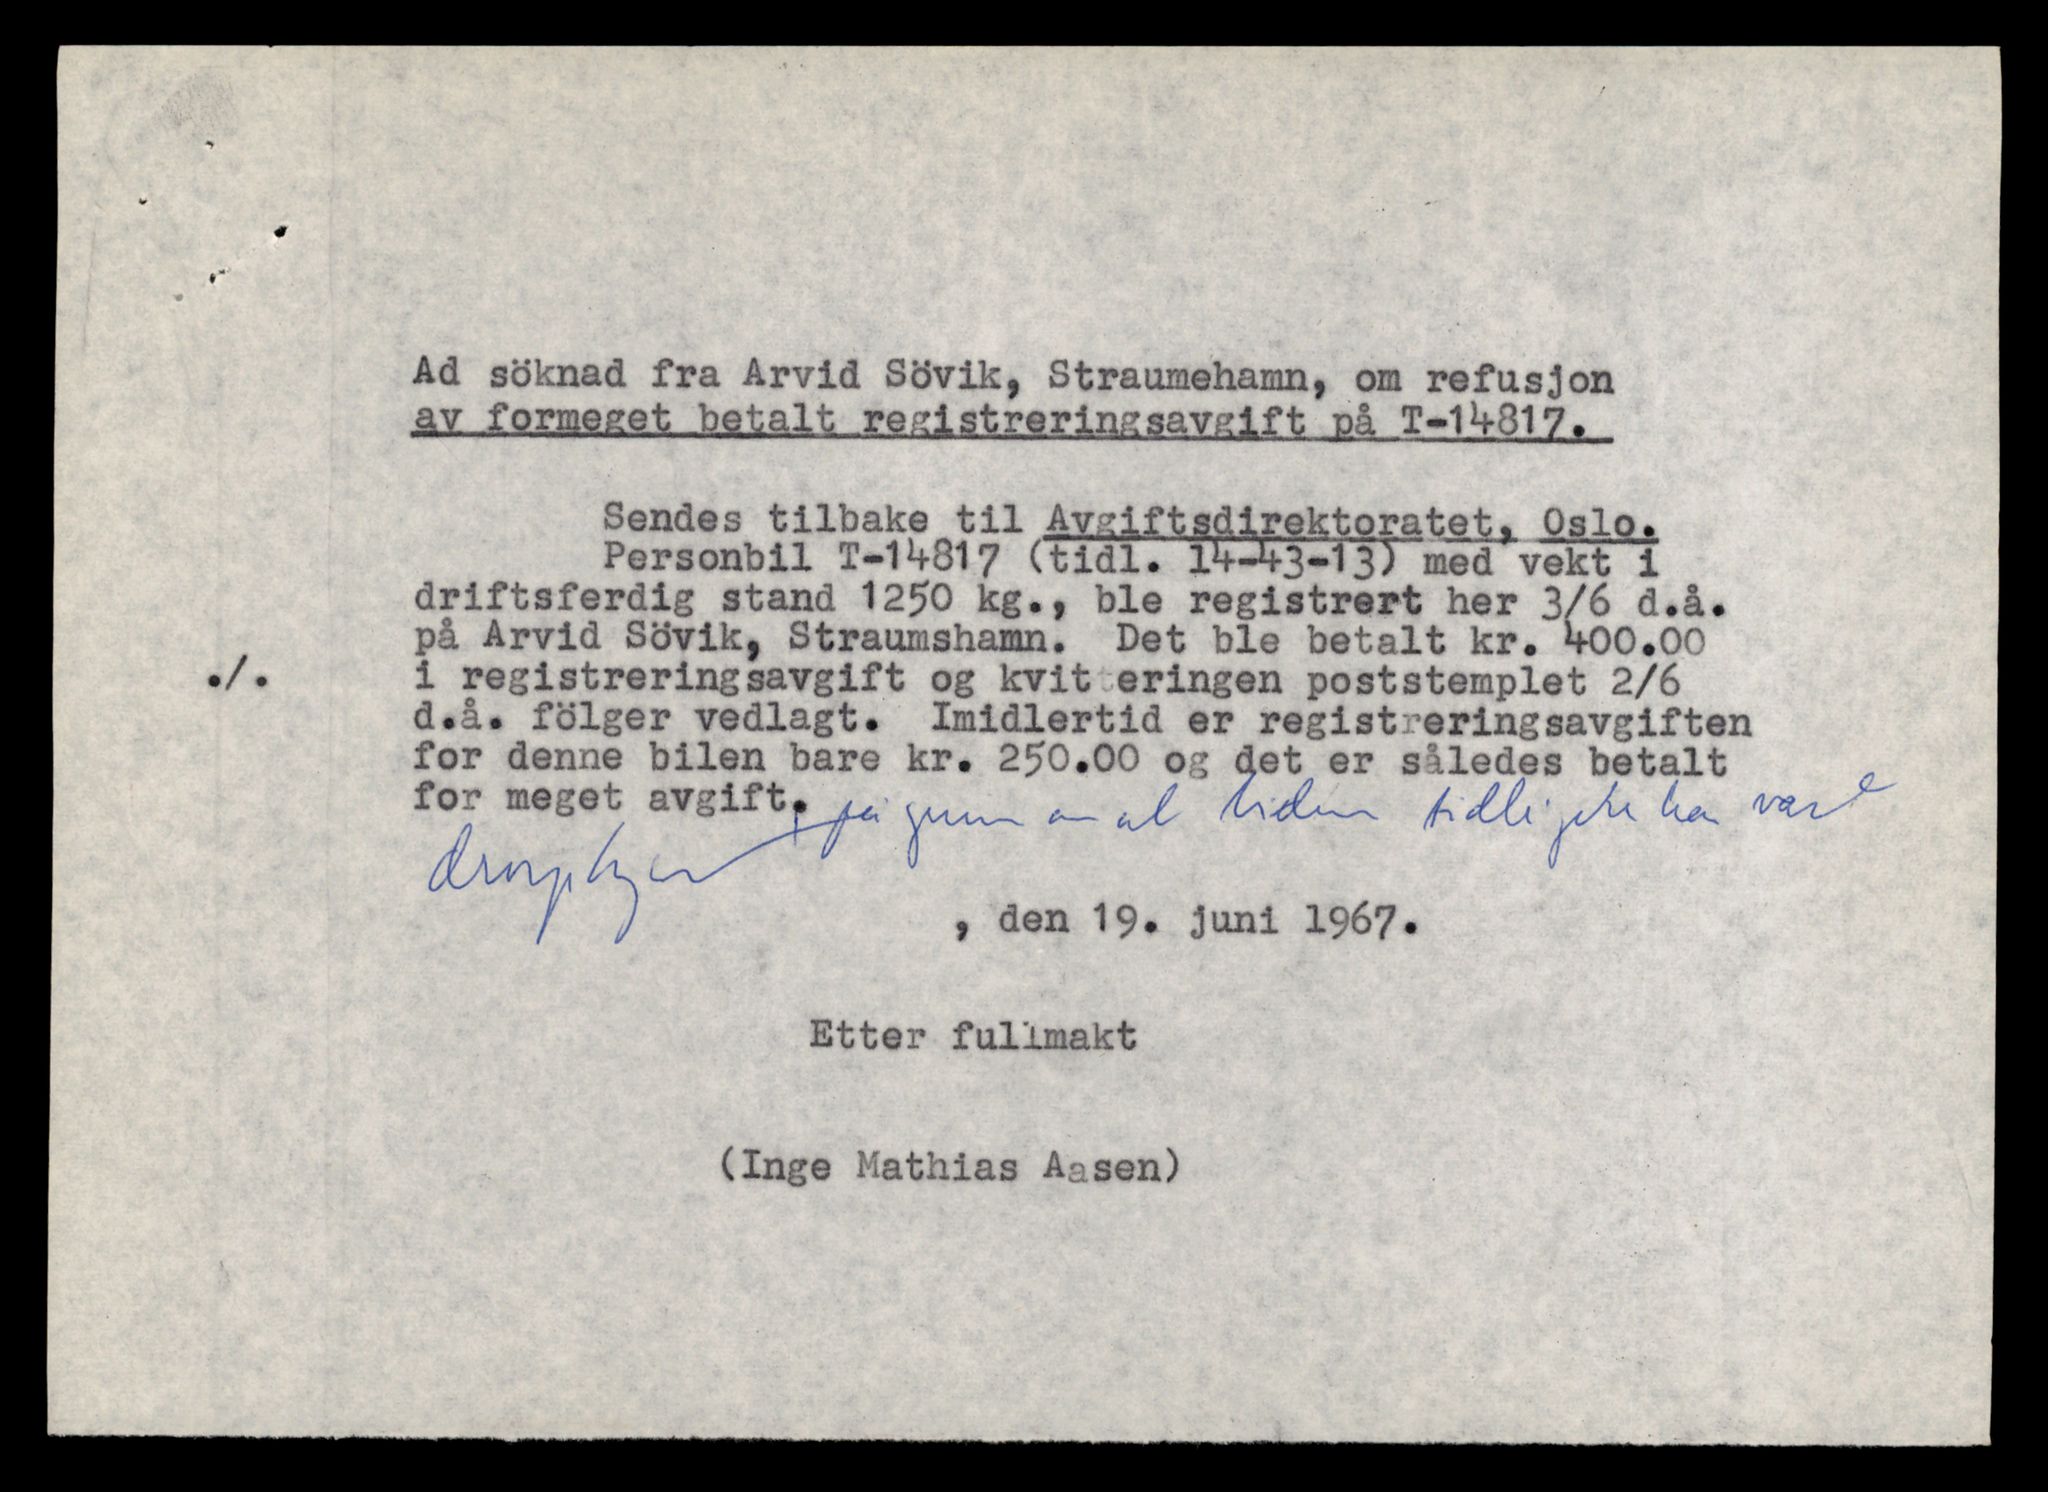 Ad söknad fra Arvid Sövik, Straumehamn, om refusjon
av formeget betalt registreringsavgift på T-14817.
Sendes tilbake til Avgiftsdirektoratet, Oslo.
Personbil T-14817 (tidl. 14-43-13) med vekt i
driftsferdig stand 1250 kg., ble registrert her 3/6 d.å.
på Arvid Sövik, Straumshamn. Det ble betalt kr. 400.00
./. i registreringsavgift og kvitteringen poststemplet 2/6
d.å. fölger vedlagt. Imidlertid er registreringsavgiften
for denne bilen bare kr. 250.00 og det er således betalt
for meget avgift.
på grunn av at bilen tidligere har vært
, den 19. juni 1967.
Etter fullmakt
(Inge Mathias Aasen)